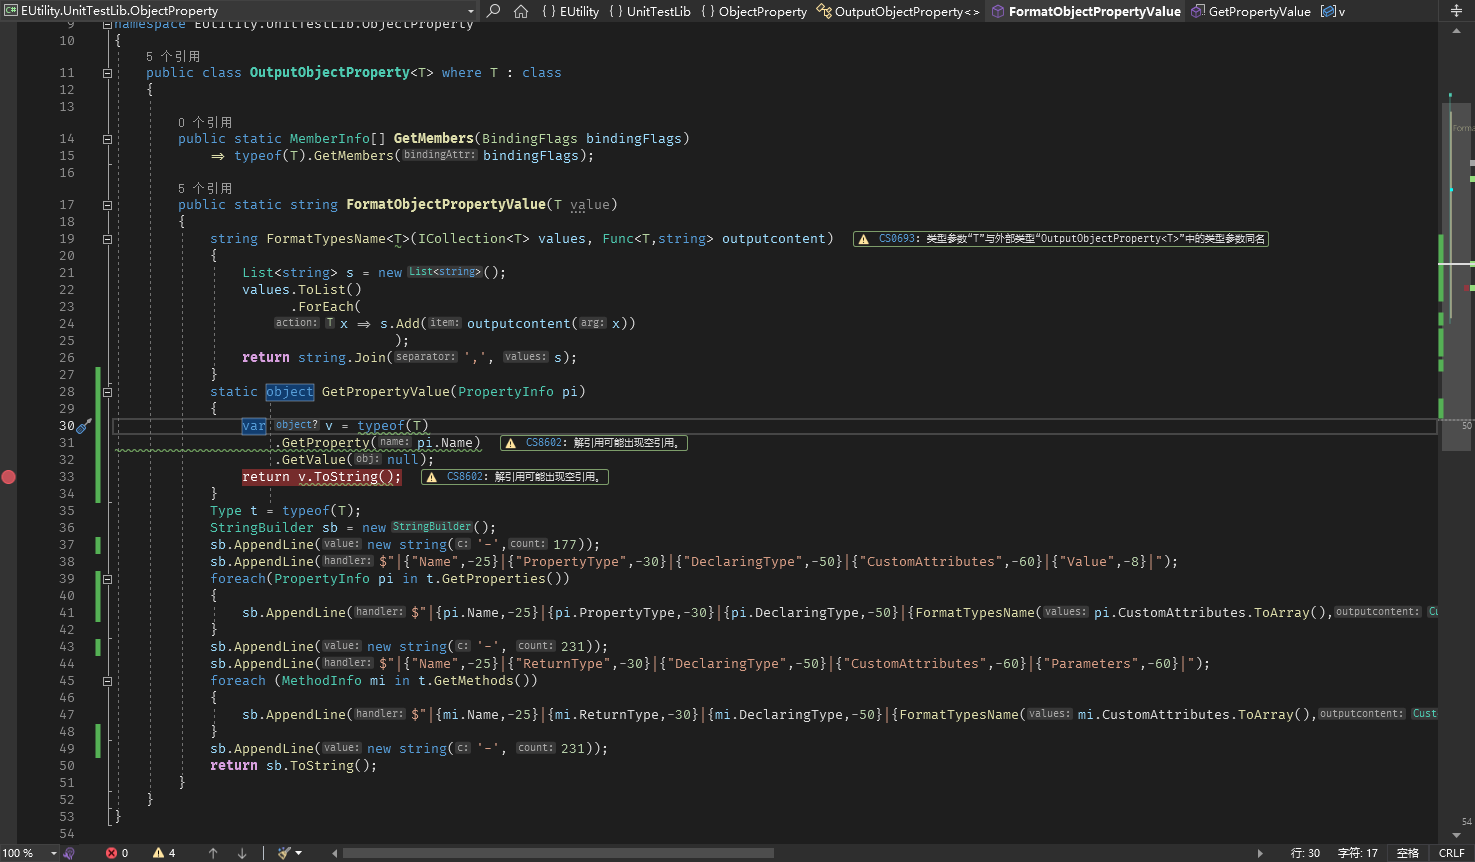 EUtility.UnitTestLib.ObjectProperty { } EUtility { } UnitTestLib { } ObjectProperty OutputObjectProperty<> FormatObjectPropertyValue GetPropertyValue v
9 namespace EUtility.UnitTestLib.ObjectProperty
10 {
5 个引用
11 public class OutputObjectProperty<T> where T : class
12 {
13
0 个引用
14 public static MemberInfo[] GetMembers(BindingFlags bindingFlags)
15 => typeof(T).GetMembers(bindingAttr: bindingFlags);
16
5 个引用
17 public static string FormatObjectPropertyValue(T value)
18 {
19 string FormatTypesName<T>(ICollection<T> values, Func<T,string> outputcontent) CS0693: 类型参数“T”与外部类型“OutputObjectProperty<T>”中的类型参数同名
20 {
21 List<string> s = new List<string>();
22 values.ToList()
23 .ForEach(
24 action: T x => s.Add(item: outputcontent(arg: x))
25 );
26 return string.Join(separator: ',', values: s);
27 }
28 static object GetPropertyValue(PropertyInfo pi)
29 {
30 var object? v = typeof(T)
31 .GetProperty(name: pi.Name) CS8602: 解引用可能出现空引用。
32 .GetValue(obj: null);
33 return v.ToString(); CS8602: 解引用可能出现空引用。
34 }
35 Type t = typeof(T);
36 StringBuilder sb = new StringBuilder();
37 sb.AppendLine(value: new string(c: '-',count: 177));
38 sb.AppendLine(handler: $"|{"Name",-25}|{"PropertyType",-30}|{"DeclaringType",-50}|{"CustomAttributes",-60}|{"Value",-8}|");
39 foreach(PropertyInfo pi in t.GetProperties())
40 {
41 sb.AppendLine(handler: $"|{pi.Name,-25}|{pi.PropertyType,-30}|{pi.DeclaringType,-50}|{FormatTypesName(values: pi.CustomAttributes.ToArray(),outputcontent: Cu
42 }
43 sb.AppendLine(value: new string(c: '-', count: 231));
44 sb.AppendLine(handler: $"|{"Name",-25}|{"ReturnType",-30}|{"DeclaringType",-50}|{"CustomAttributes",-60}|{"Parameters",-60}|");
45 foreach (MethodInfo mi in t.GetMethods())
46 {
47 sb.AppendLine(handler: $"|{mi.Name,-25}|{mi.ReturnType,-30}|{mi.DeclaringType,-50}|{FormatTypesName(values: mi.CustomAttributes.ToArray(),outputcontent: Custo
48 }
49 sb.AppendLine(value: new string(c: '-', count: 231));
50 return sb.ToString();
51 }
52 }
53 }
54
Forma
50
54
100 % 0 4 行: 30 字符: 17 空格 CRLF